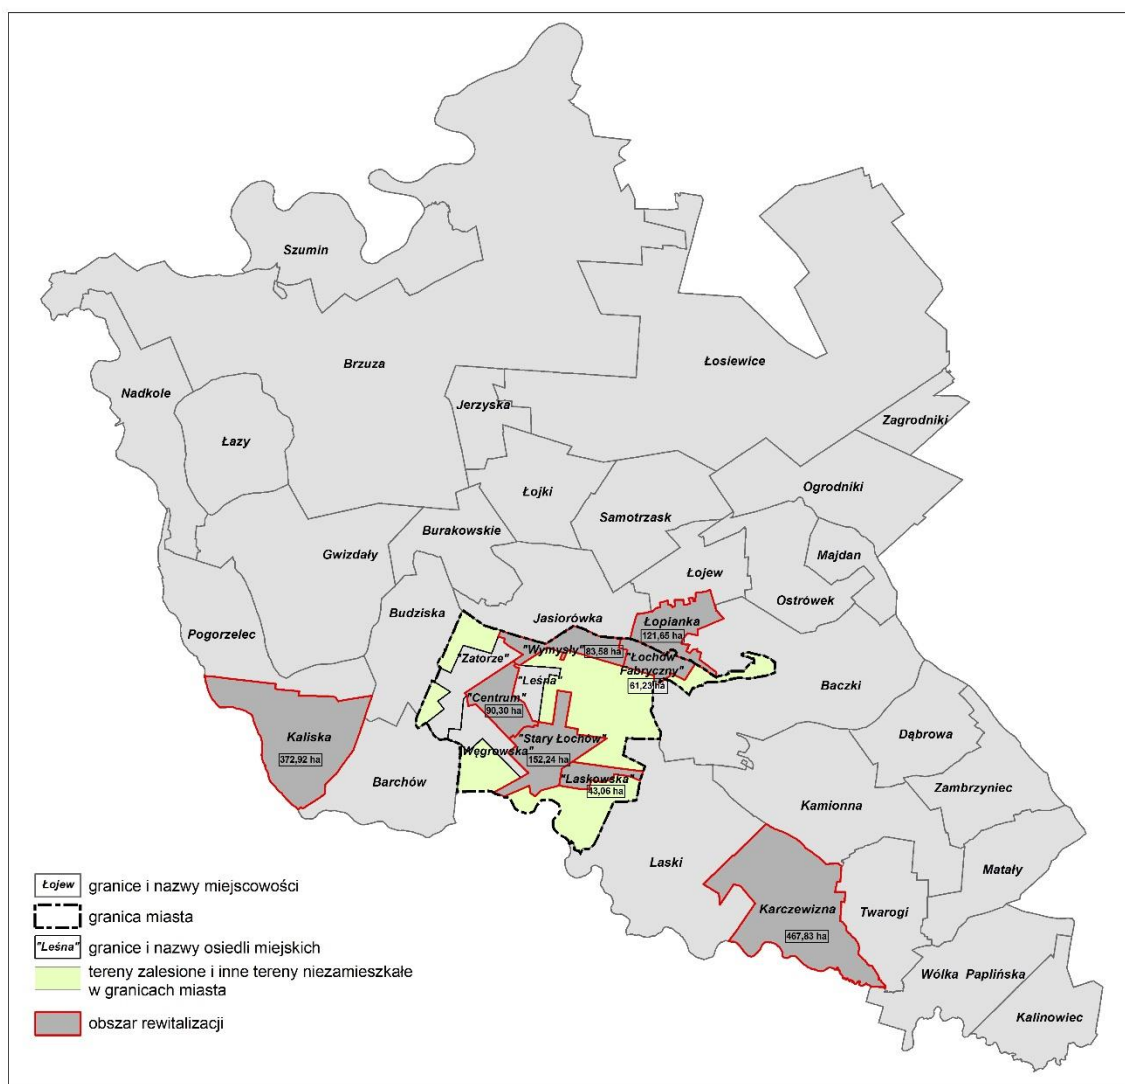 Szumin
Brzuza
Łosiewice
Nadkole
Jerzyska
Zagrodniki
Łazy
Łojki
Ogrodniki
Samotrzask
Burakowskie
Gwizdały
Majdan
Łojew
Ostrówek
Budziska
Jasiorówka
Łopianka
121,65 ha
Pogorzelec
"Wymysły"
83,58 ha
"Zatorze"
"Łochów
Fabryczny"
61,23 ha
"Leśna"
Baczki
"Centrum"
90,30 ha
Dąbrowa
Kaliska
372,92 ha
"Stary Łochów"
152,24 ha
"Węgrowska"
"Laskowska"
43,06 ha
Barchów
Zambrzyniec
Kamionna
Laski
Matały
Karczewizna
467,83 ha
Twarogi
Wólka Paplińska
Kalinowiec
Łojew
granice i nazwy miejscowości
granica miasta
"Leśna"
granice i nazwy osiedli miejskich
tereny zalesione i inne tereny niezamieszkałe
w granicach miasta
obszar rewitalizacji